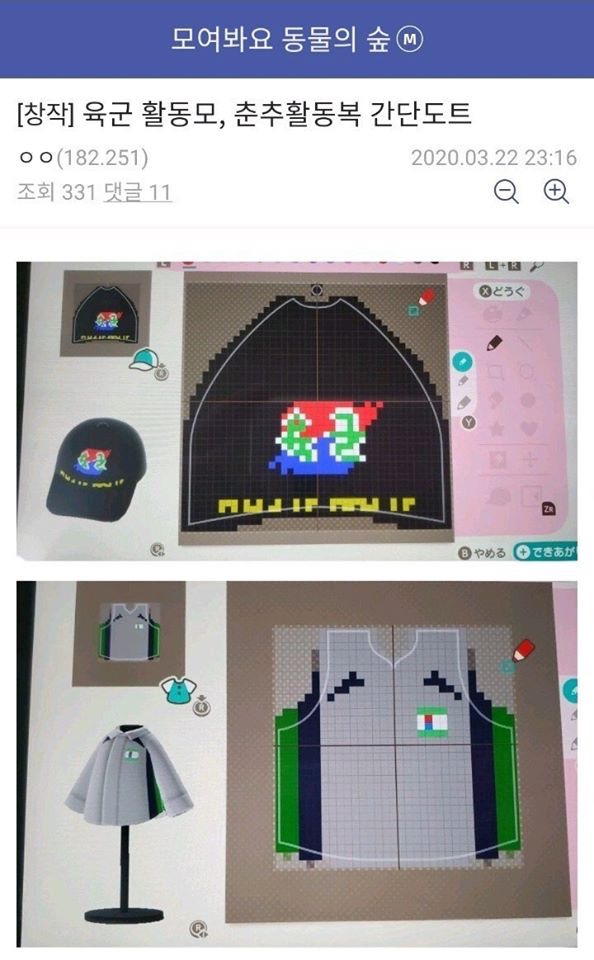 모여봐요 동물의 숲 Ⓜ
[창작] 육군 활동모, 춘추활동복 간단도트
ㅇㅇ(182.251)
2020.03.22 23:16
조회 331 댓글 11
L
R
L+R
X どうぐ
R
Y
ZR
B やめる
+ できあがり
R